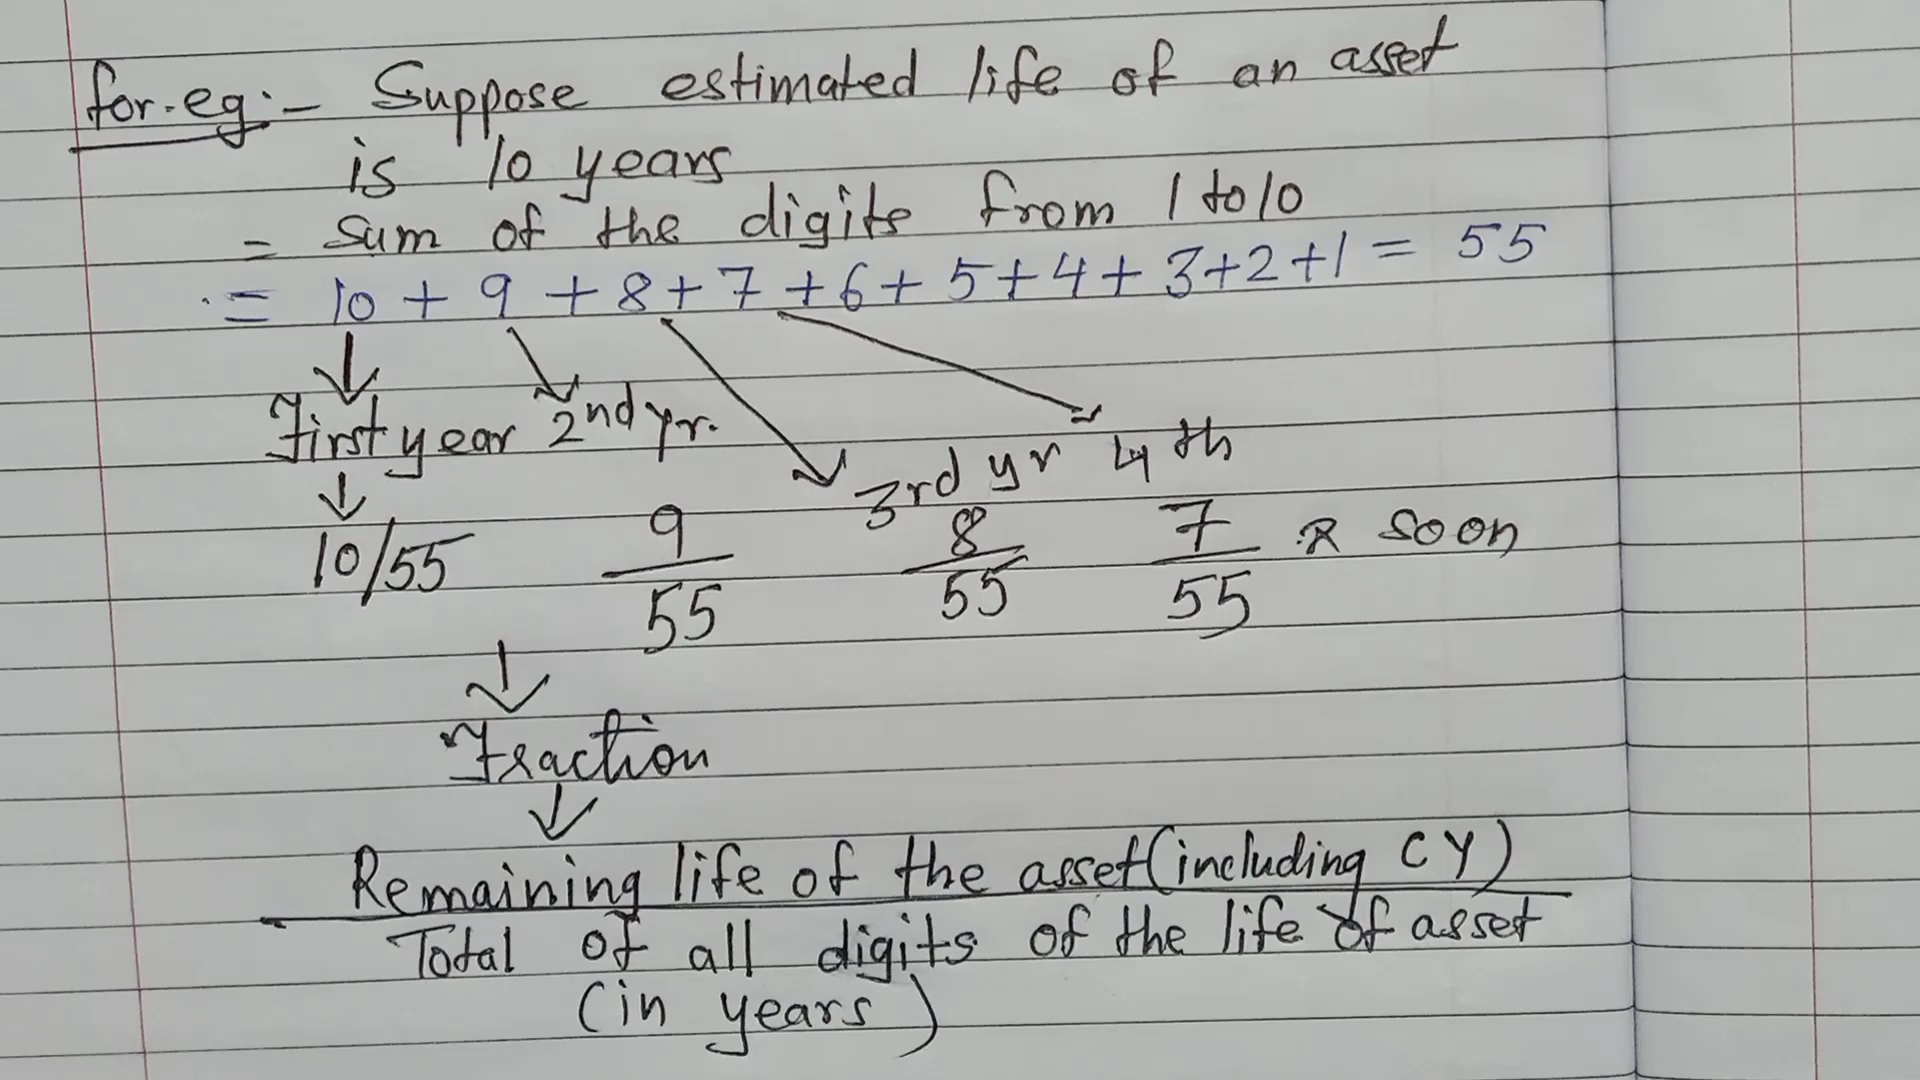 for.eg:- Suppose estimated life of an asset
is 10 years
= Sum of the digits from 1 to 10
= 10 + 9 + 8 + 7 + 6 + 5 + 4 + 3 + 2 + 1 = 55
First year 2nd yr. 3rd yr 4th
10/55 9/55 8/55 7/55 & soon
Fraction
Remaining life of the asset (including CY)
Total of all digits of the life of asset
(in years)